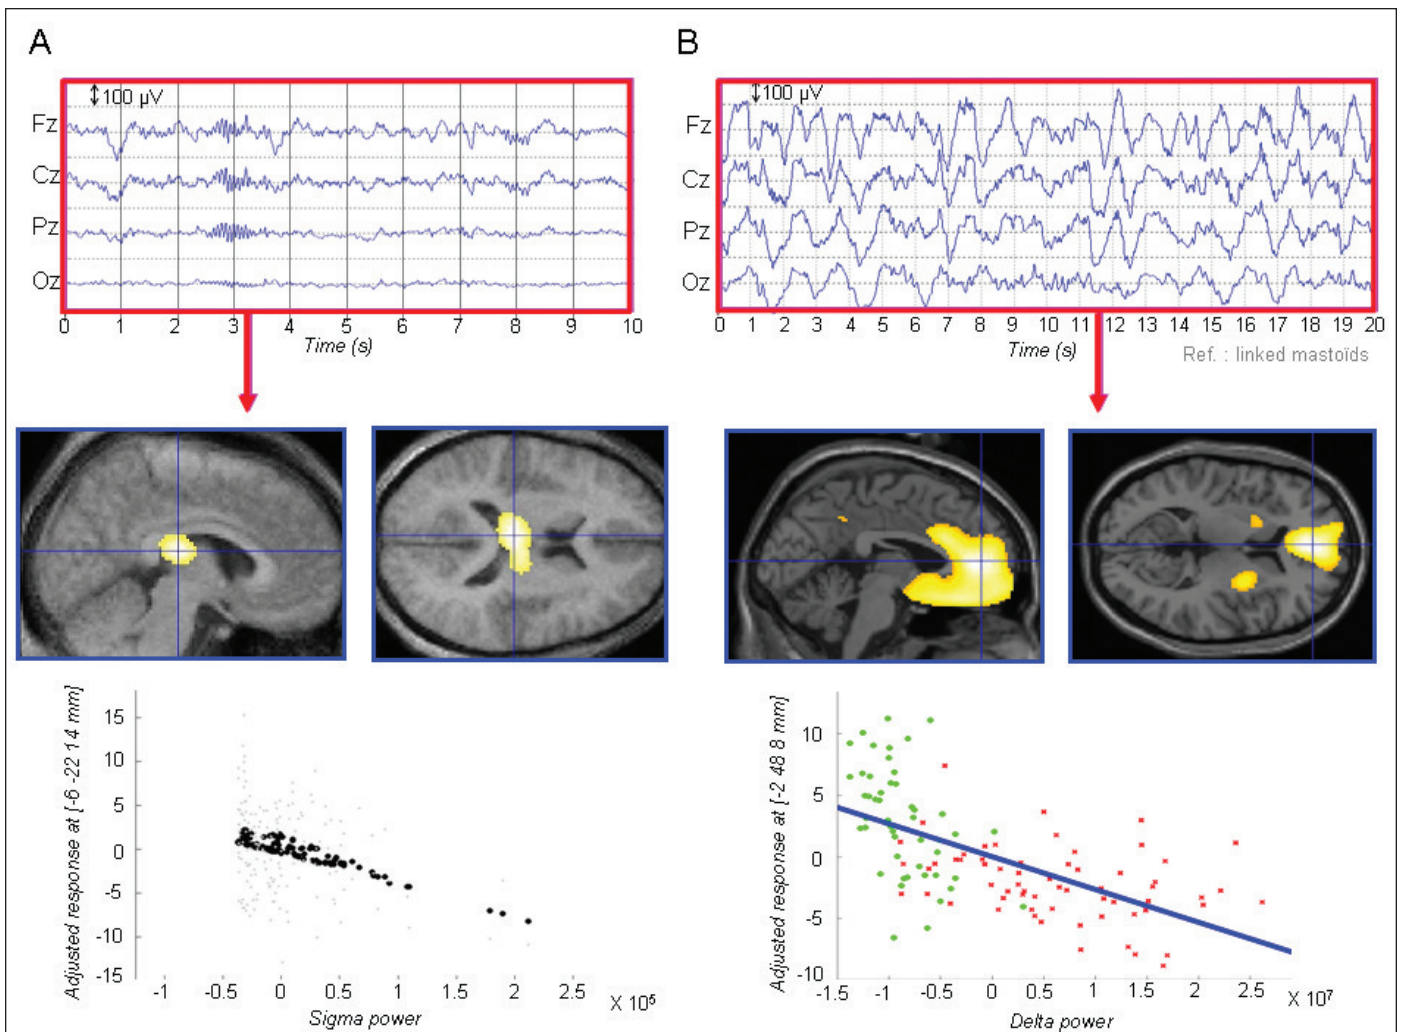 A
100 µV
Fz
Cz
Pz
Oz
0 1 2 3 4 5 6 7 8 9 10
Time (s)
B
100 µV
Fz
Cz
Pz
Oz
0 1 2 3 4 5 6 7 8 9 10 11 12 13 14 15 16 17 18 19 20
Time (s)
Ref. : linked mastoïds
Adjusted response at [-6 -22 14 mm]
15
10
5
0
-5
-10
-15
-1 -0.5 0 0.5 1 1.5 2 2.5 X 10⁵
Sigma power
Adjusted response at [-2 48 8 mm]
10
5
0
-5
-10
-1.5 -1 -0.5 0 0.5 1 1.5 2 2.5 X 10⁷
Delta power